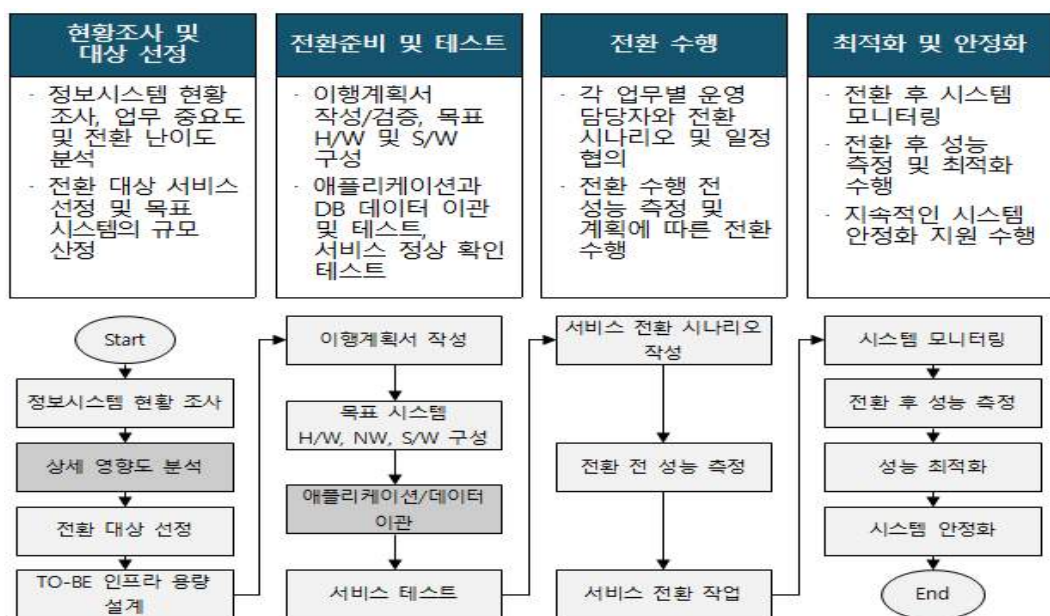 현황조사 및
대상 선정
· 정보시스템 현황
조사, 업무 중요도
및 전환 난이도
분석
· 전환 대상 서비스
선정 및 목표
시스템의 규모
산정
전환준비 및 테스트
· 이행계획서
작성/검증, 목표
H/W 및 S/W
구성
· 애플리케이션과
DB 데이터 이관
및 테스트,
서비스 정상 확인
테스트
전환 수행
· 각 업무별 운영
담당자와 전환
시나리오 및 일정
협의
· 전환 수행 전
성능 측정 및
계획에 따른 전환
수행
최적화 및 안정화
· 전환 후 시스템
모니터링
· 전환 후 성능
측정 및 최적화
수행
· 지속적인 시스템
안정화 지원 수행
Start
정보시스템 현황 조사
상세 영향도 분석
전환 대상 선정
TO-BE 인프라 용량
설계
이행계획서 작성
목표 시스템
H/W, NW, S/W 구성
애플리케이션/데이터
이관
서비스 테스트
서비스 전환 시나리오
작성
전환 전 성능 측정
서비스 전환 작업
시스템 모니터링
전환 후 성능 측정
성능 최적화
시스템 안정화
End